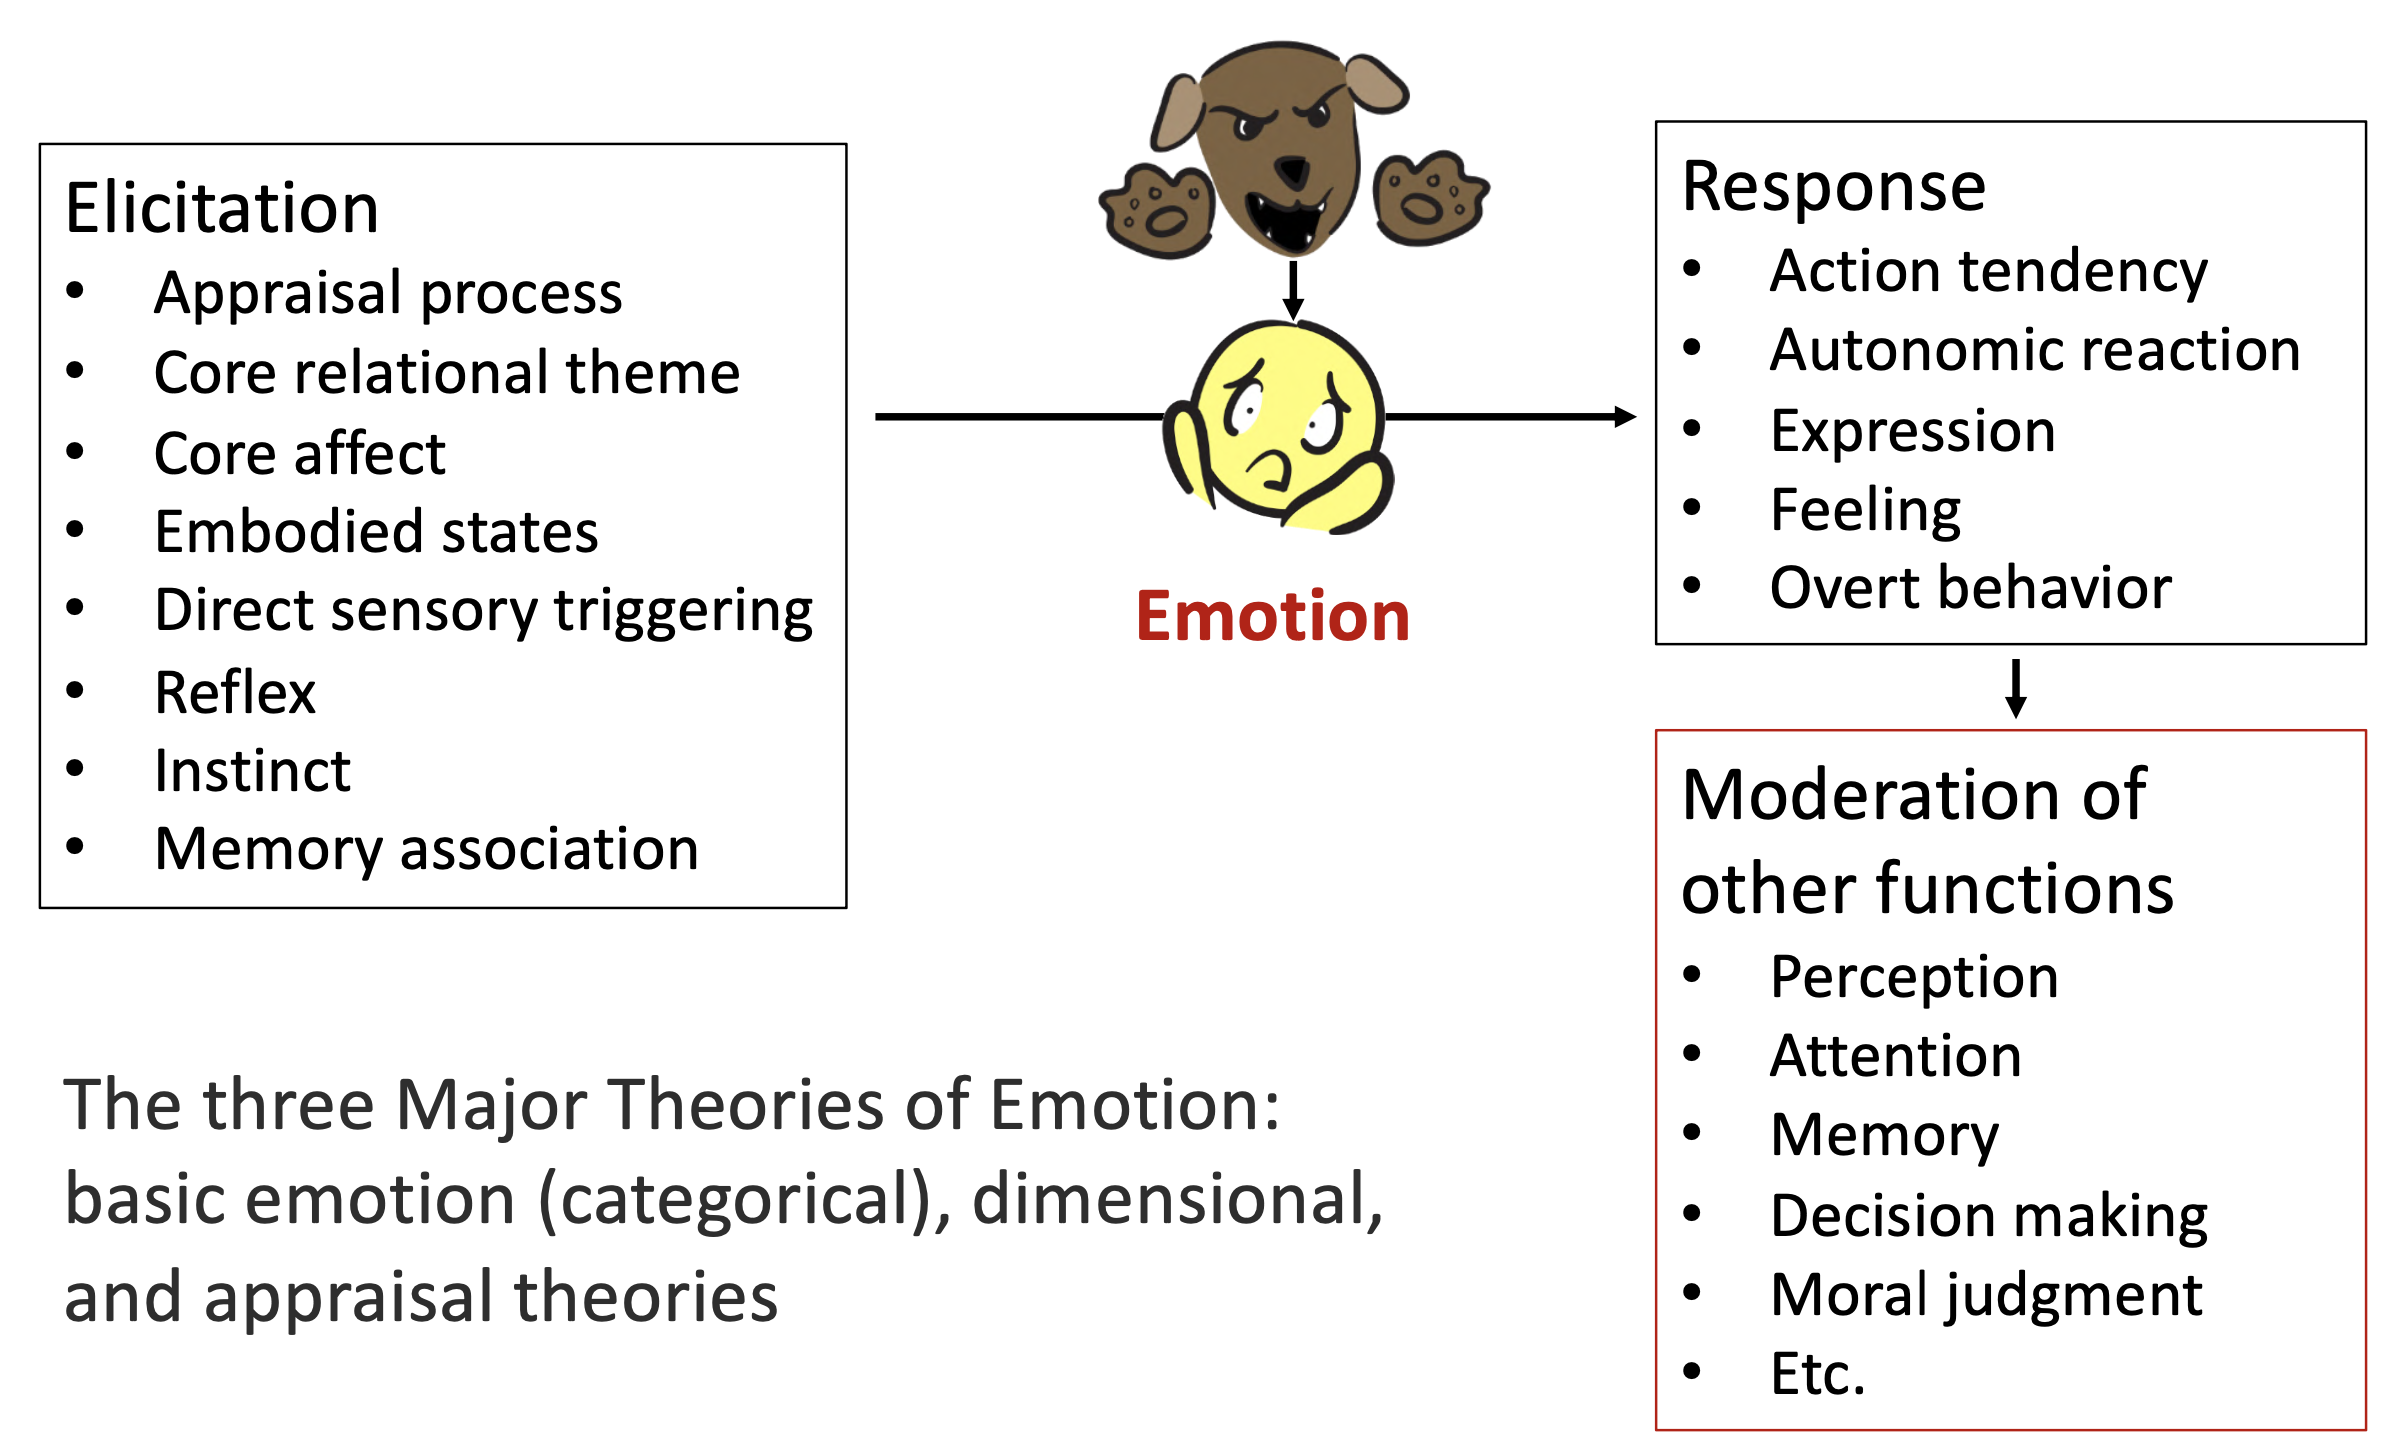 Elicitation
• Appraisal process
• Core relational theme
• Core affect
• Embodied states
• Direct sensory triggering
• Reflex
• Instinct
• Memory association
Emotion
Response
• Action tendency
• Autonomic reaction
• Expression
• Feeling
• Overt behavior
Moderation of
other functions
• Perception
• Attention
• Memory
• Decision making
• Moral judgment
• Etc.
The three Major Theories of Emotion:
basic emotion (categorical), dimensional,
and appraisal theories